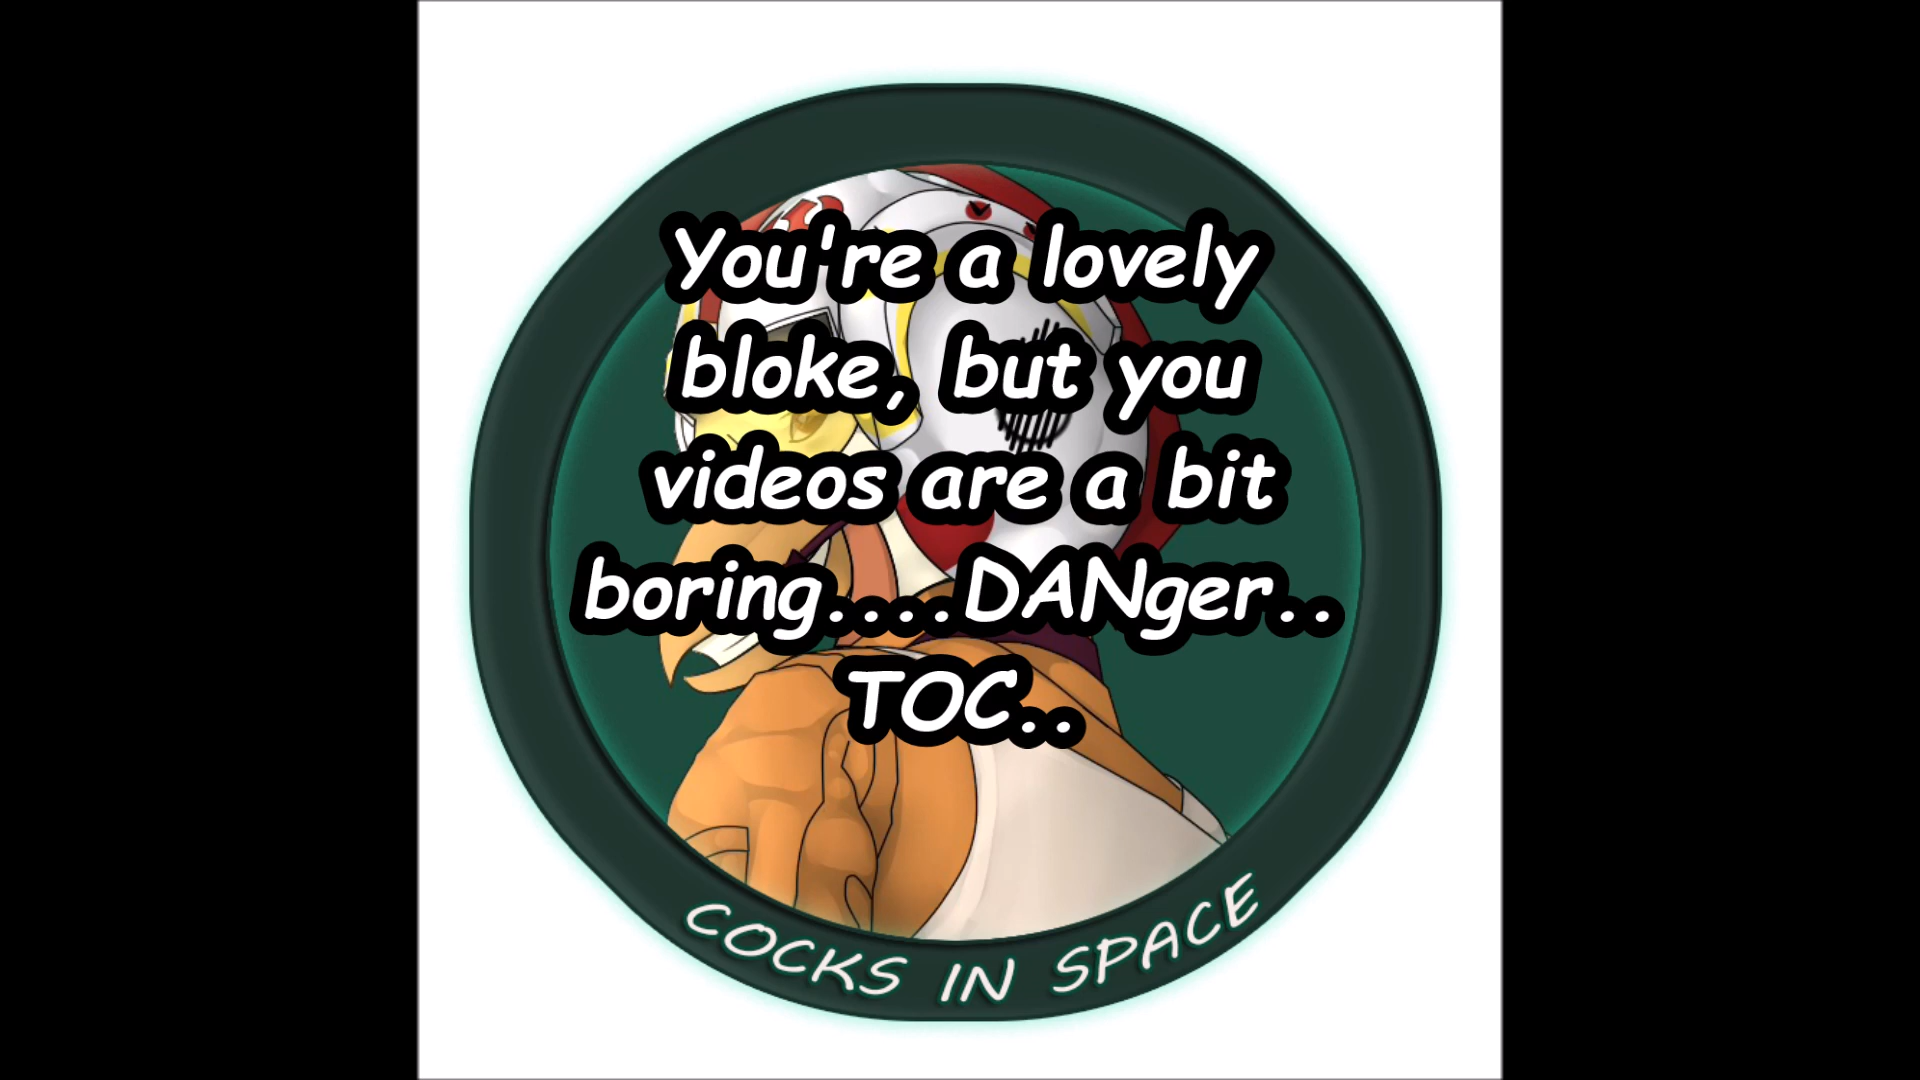 You're a lovely
bloke, but you
videos are a bit
boring....DANger..
TOC..
COCKS IN SPACE